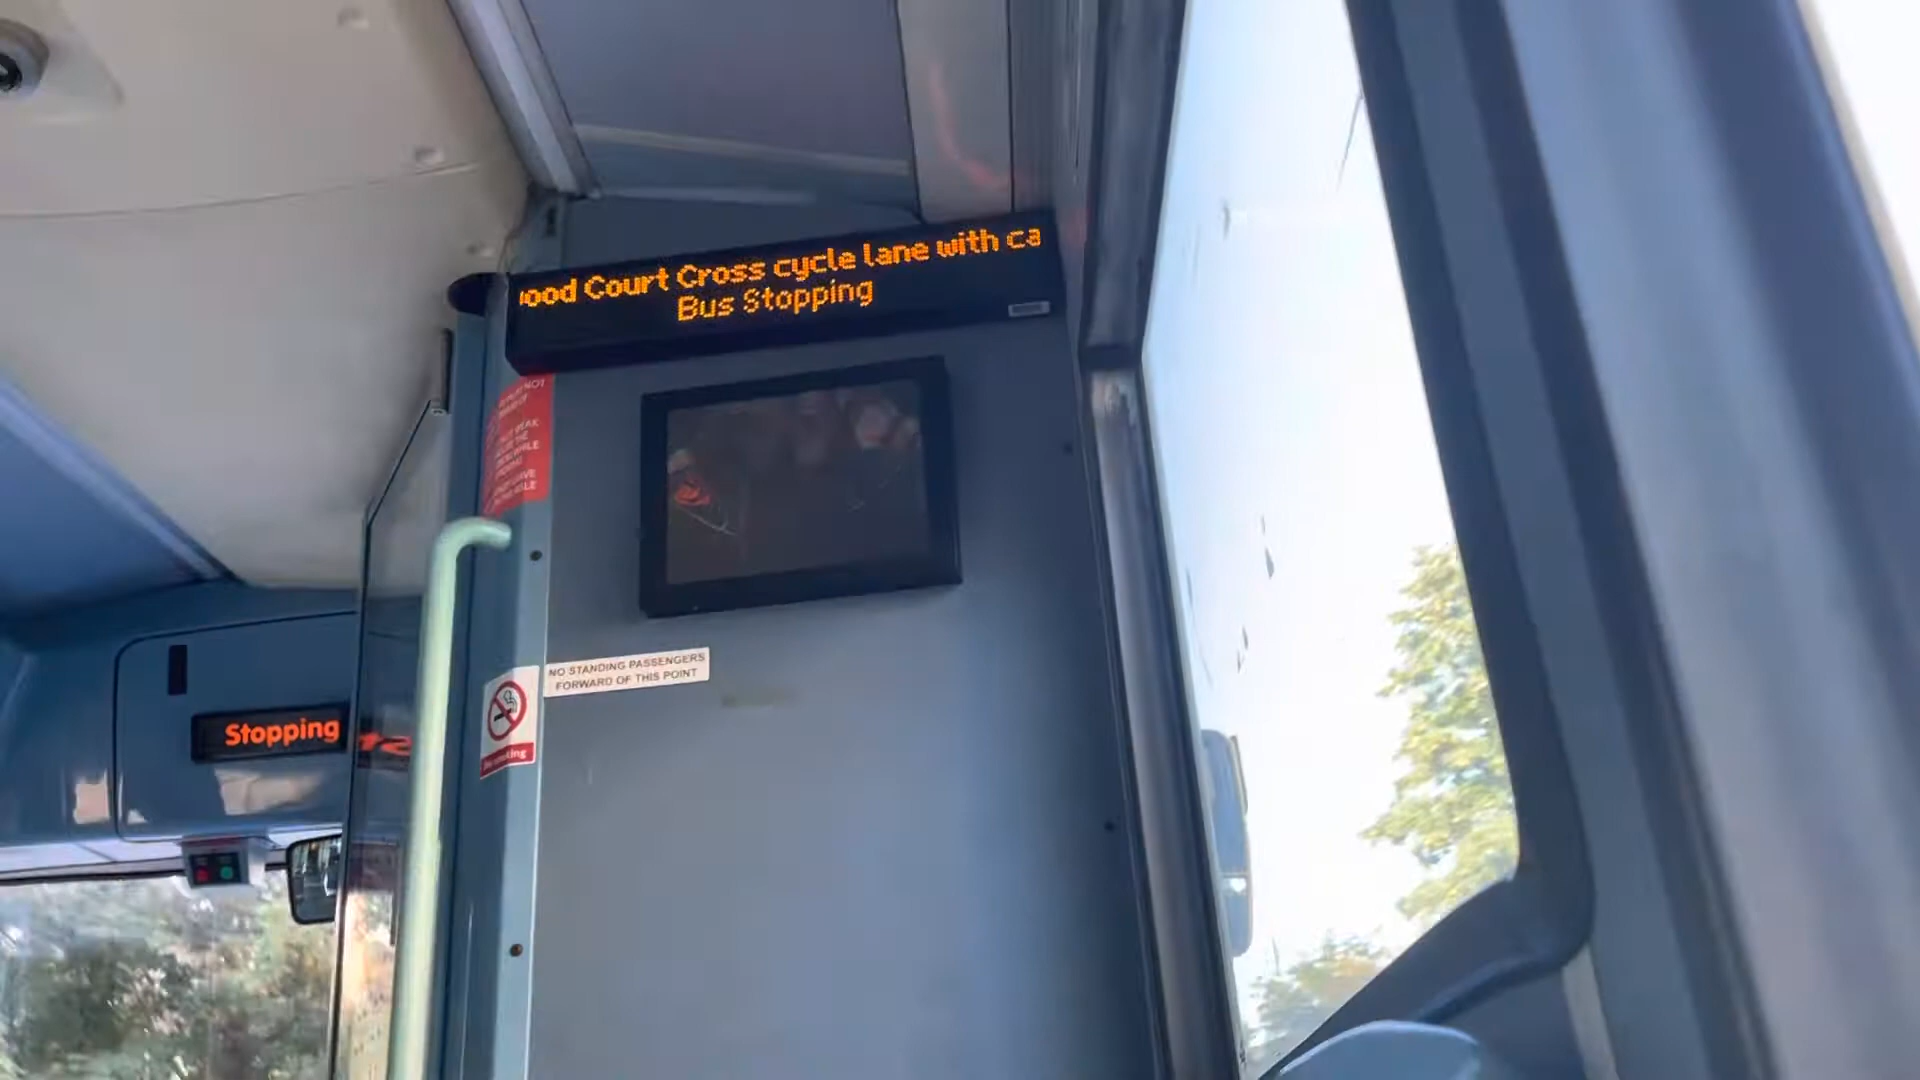 ood Court Cross cycle lane with ca
Bus Stopping
NO STANDING PASSENGERS
FORWARD OF THIS POINT
Stopping